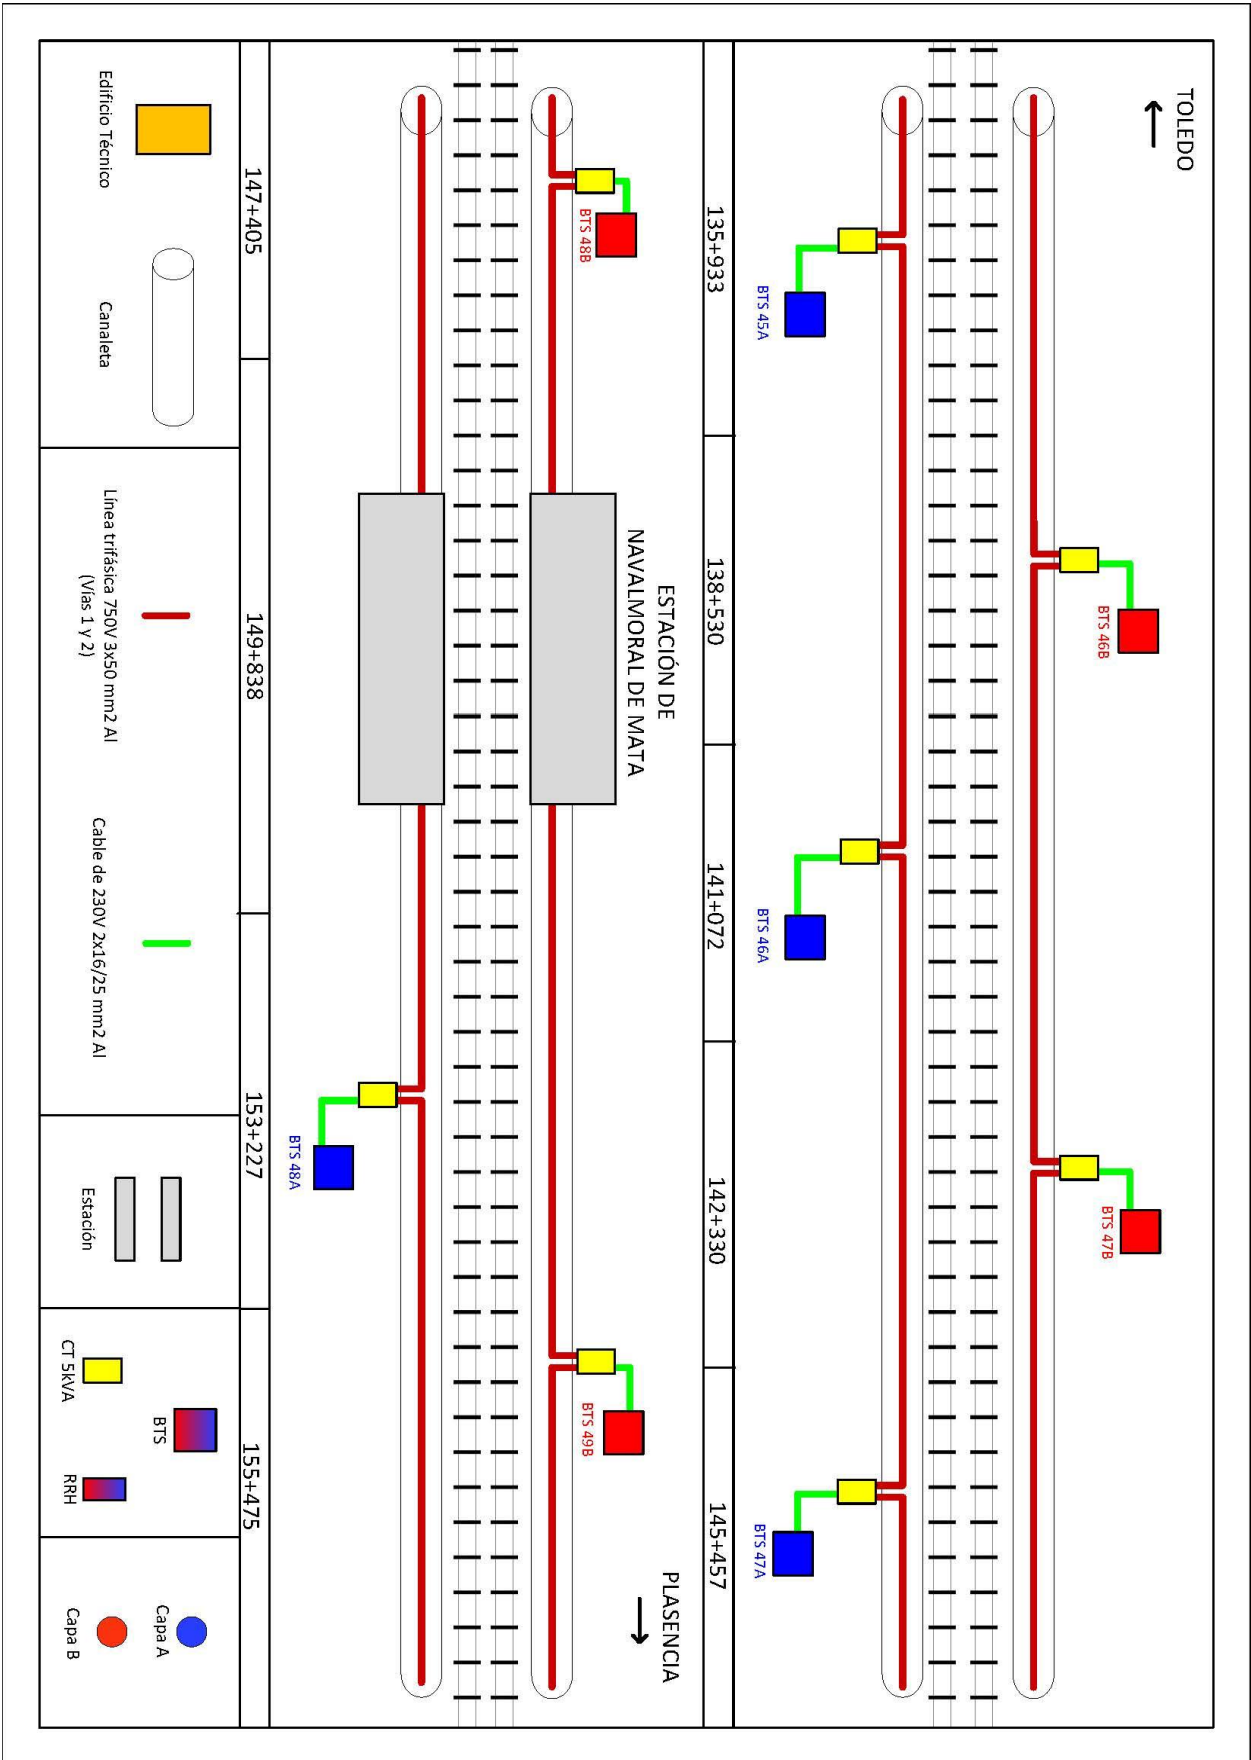 TOLEDO
BTS 46B
BTS 47B
BTS 45A
BTS 46A
BTS 47A
135+933
138+530
141+072
142+330
145+457
PLASENCIA
ESTACIÓN DE
NAVALMORAL DE MATA
BTS 48B
BTS 49B
BTS 48A
147+405
149+838
153+227
155+475
Edificio Técnico
Canaleta
Línea trifásica 750V 3x50 mm2 Al
(Vías 1 y 2)
Cable de 230V 2x16/25 mm2 Al
Estación
BTS
CT 5kVA
RRH
Capa A
Capa B